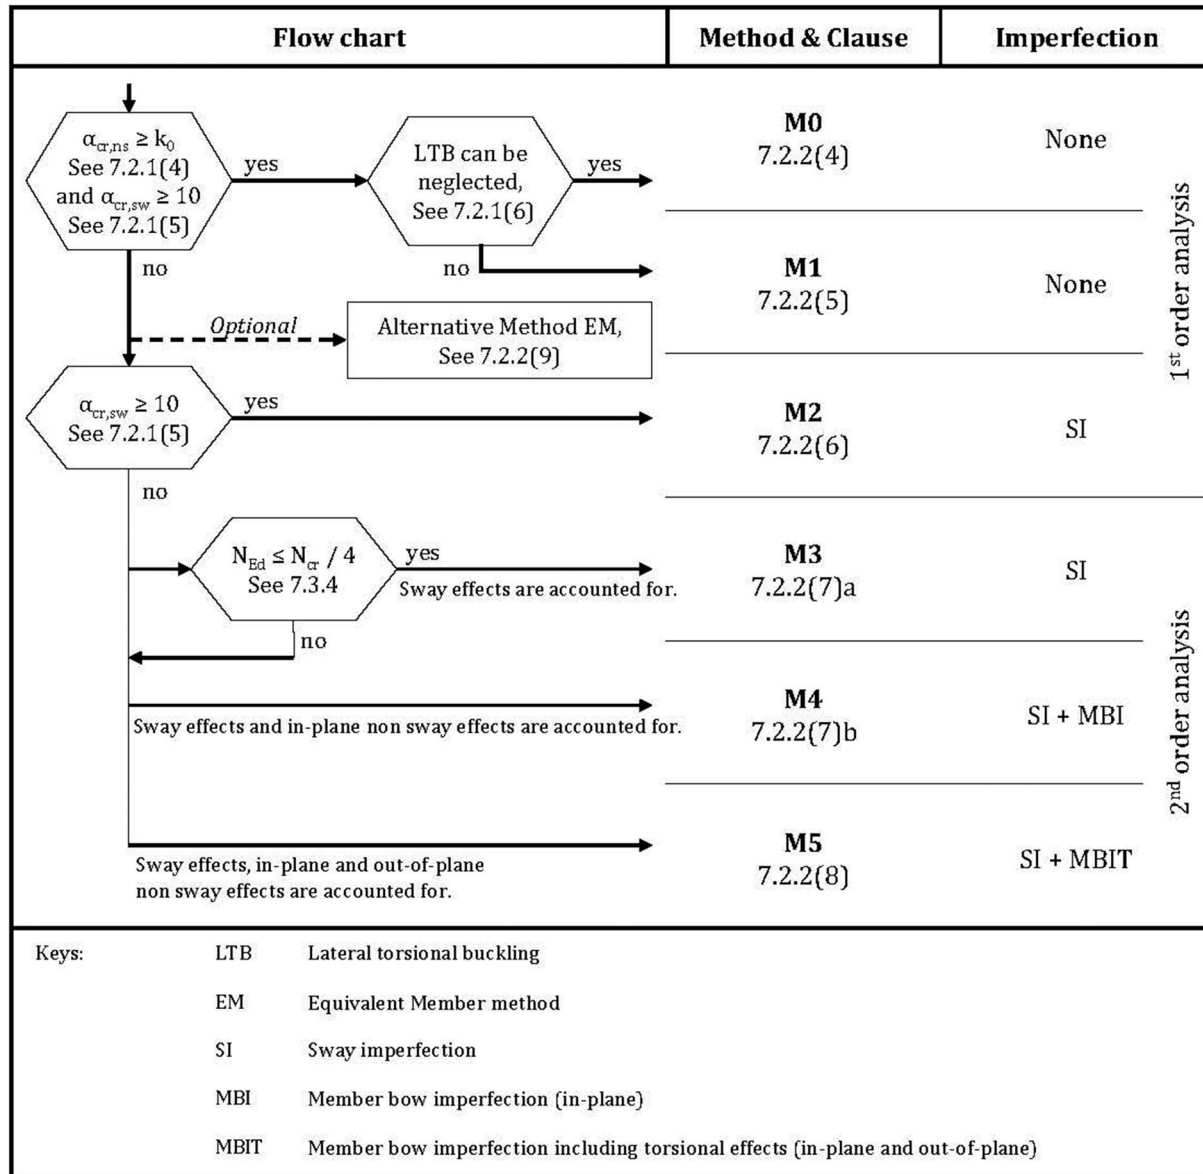 Flow chart
Method & Clause
Imperfection
α_cr,ns ≥ k₀
See 7.2.1(4)
and α_cr,sw ≥ 10
See 7.2.1(5)
yes
LTB can be
neglected,
See 7.2.1(6)
yes
M0
7.2.2(4)
None
no
no
M1
7.2.2(5)
None
1st order analysis
Optional
Alternative Method EM,
See 7.2.2(9)
α_cr,sw ≥ 10
See 7.2.1(5)
yes
M2
7.2.2(6)
SI
no
N_Ed ≤ N_cr / 4
See 7.3.4
yes
Sway effects are accounted for.
M3
7.2.2(7)a
SI
no
Sway effects and in-plane non sway effects are accounted for.
M4
7.2.2(7)b
SI + MBI
2nd order analysis
Sway effects, in-plane and out-of-plane
non sway effects are accounted for.
M5
7.2.2(8)
SI + MBIT
Keys:
LTB Lateral torsional buckling
EM Equivalent Member method
SI Sway imperfection
MBI Member bow imperfection (in-plane)
MBIT Member bow imperfection including torsional effects (in-plane and out-of-plane)